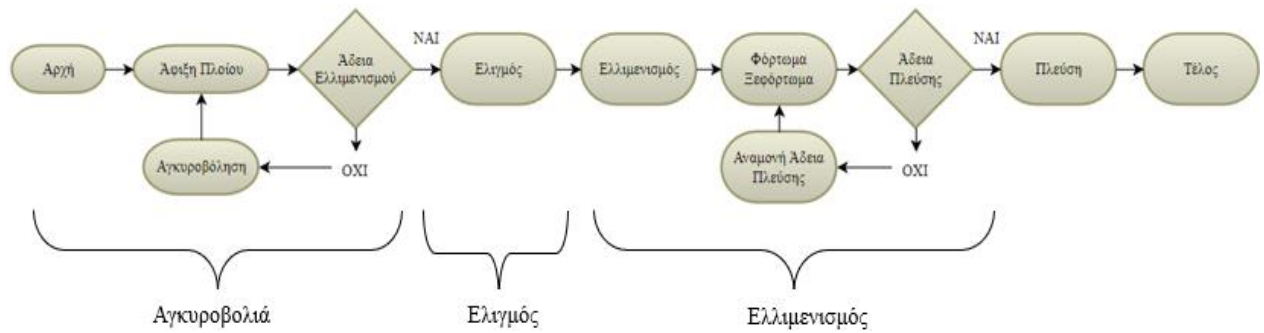 Αρχή
Άφιξη Πλοίου
Άδεια
Ελλιμενισμού
ΝΑΙ
Ελιγμός
Ελλιμενισμός
Φόρτωμα
Ξεφόρτωμα
Άδεια
Πλεύσης
ΝΑΙ
Πλεύση
Τέλος
Αγκυροβόληση
ΟΧΙ
Αναμονή Άδεια
Πλεύσης
ΟΧΙ
Αγκυροβολιά
Ελιγμός
Ελλιμενισμός